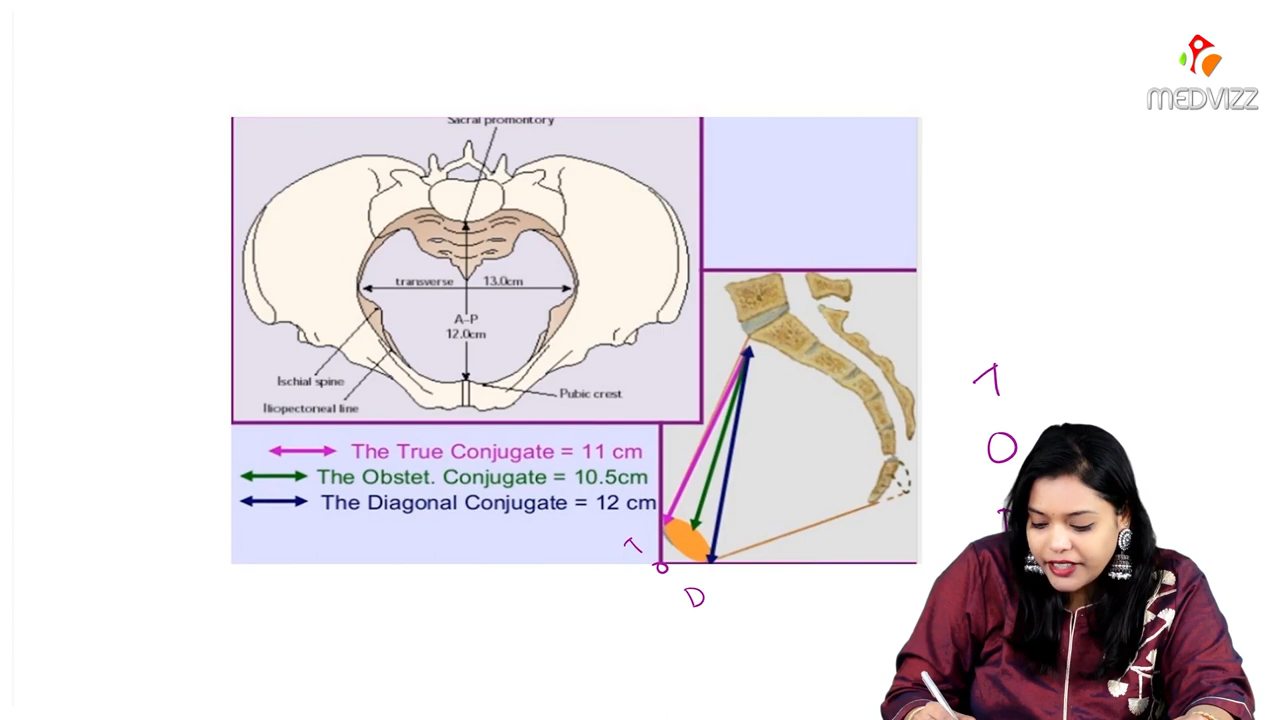 MEDVIZZ
Sacral promontory
transverse 13.0cm
A-P
12.0cm
Ischial spine
Iliopectoneal line
Pubic crest
The True Conjugate = 11 cm
The Obstet. Conjugate = 10.5cm
The Diagonal Conjugate = 12 cm
T
O
D
T
O